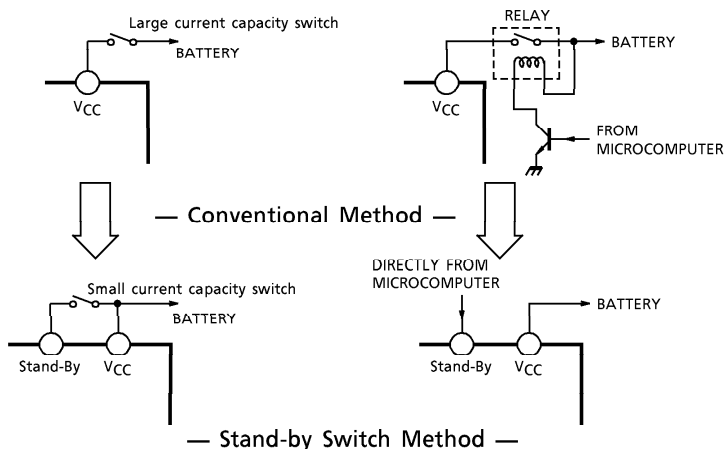 Large current capacity switch
BATTERY
VCC
RELAY
BATTERY
VCC
FROM
MICROCOMPUTER
— Conventional Method —
Small current capacity switch
BATTERY
Stand-By
VCC
DIRECTLY FROM
MICROCOMPUTER
BATTERY
Stand-By
VCC
— Stand-by Switch Method —